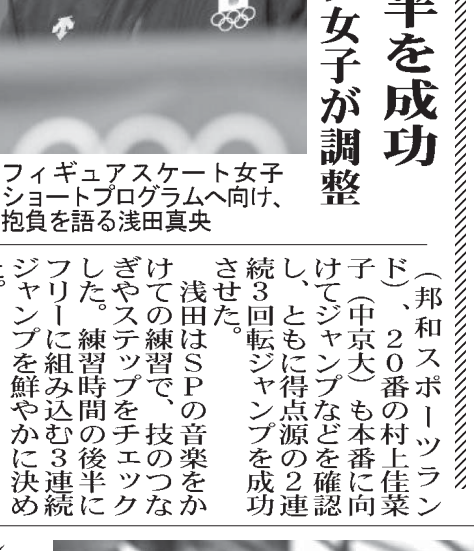 半を成功
女子が調整
フィギュアスケート女子
ショートプログラムへ向け、
抱負を語る浅田真央
（邦和スポーツラン
ド）、２０番の村上佳菜
子（中京大）も本番に向
けてジャンプなどを確認
し、ともに得点源の２連
続３回転ジャンプを成功
させた。
浅田はＳＰの音楽をか
けての練習で、技のつな
ぎやステップをチェック
した。練習時間の後半に
フリーに組み込む３連続
ジャンプを鮮やかに決め
た。